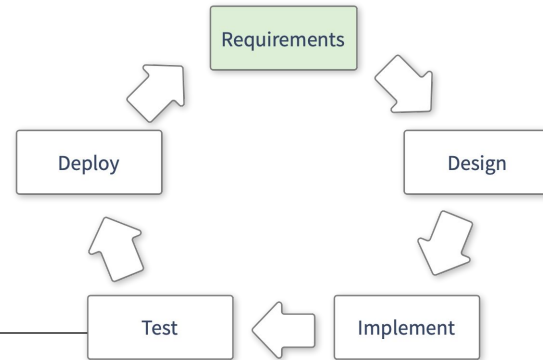 Requirements
Deploy
Design
Test
Implement